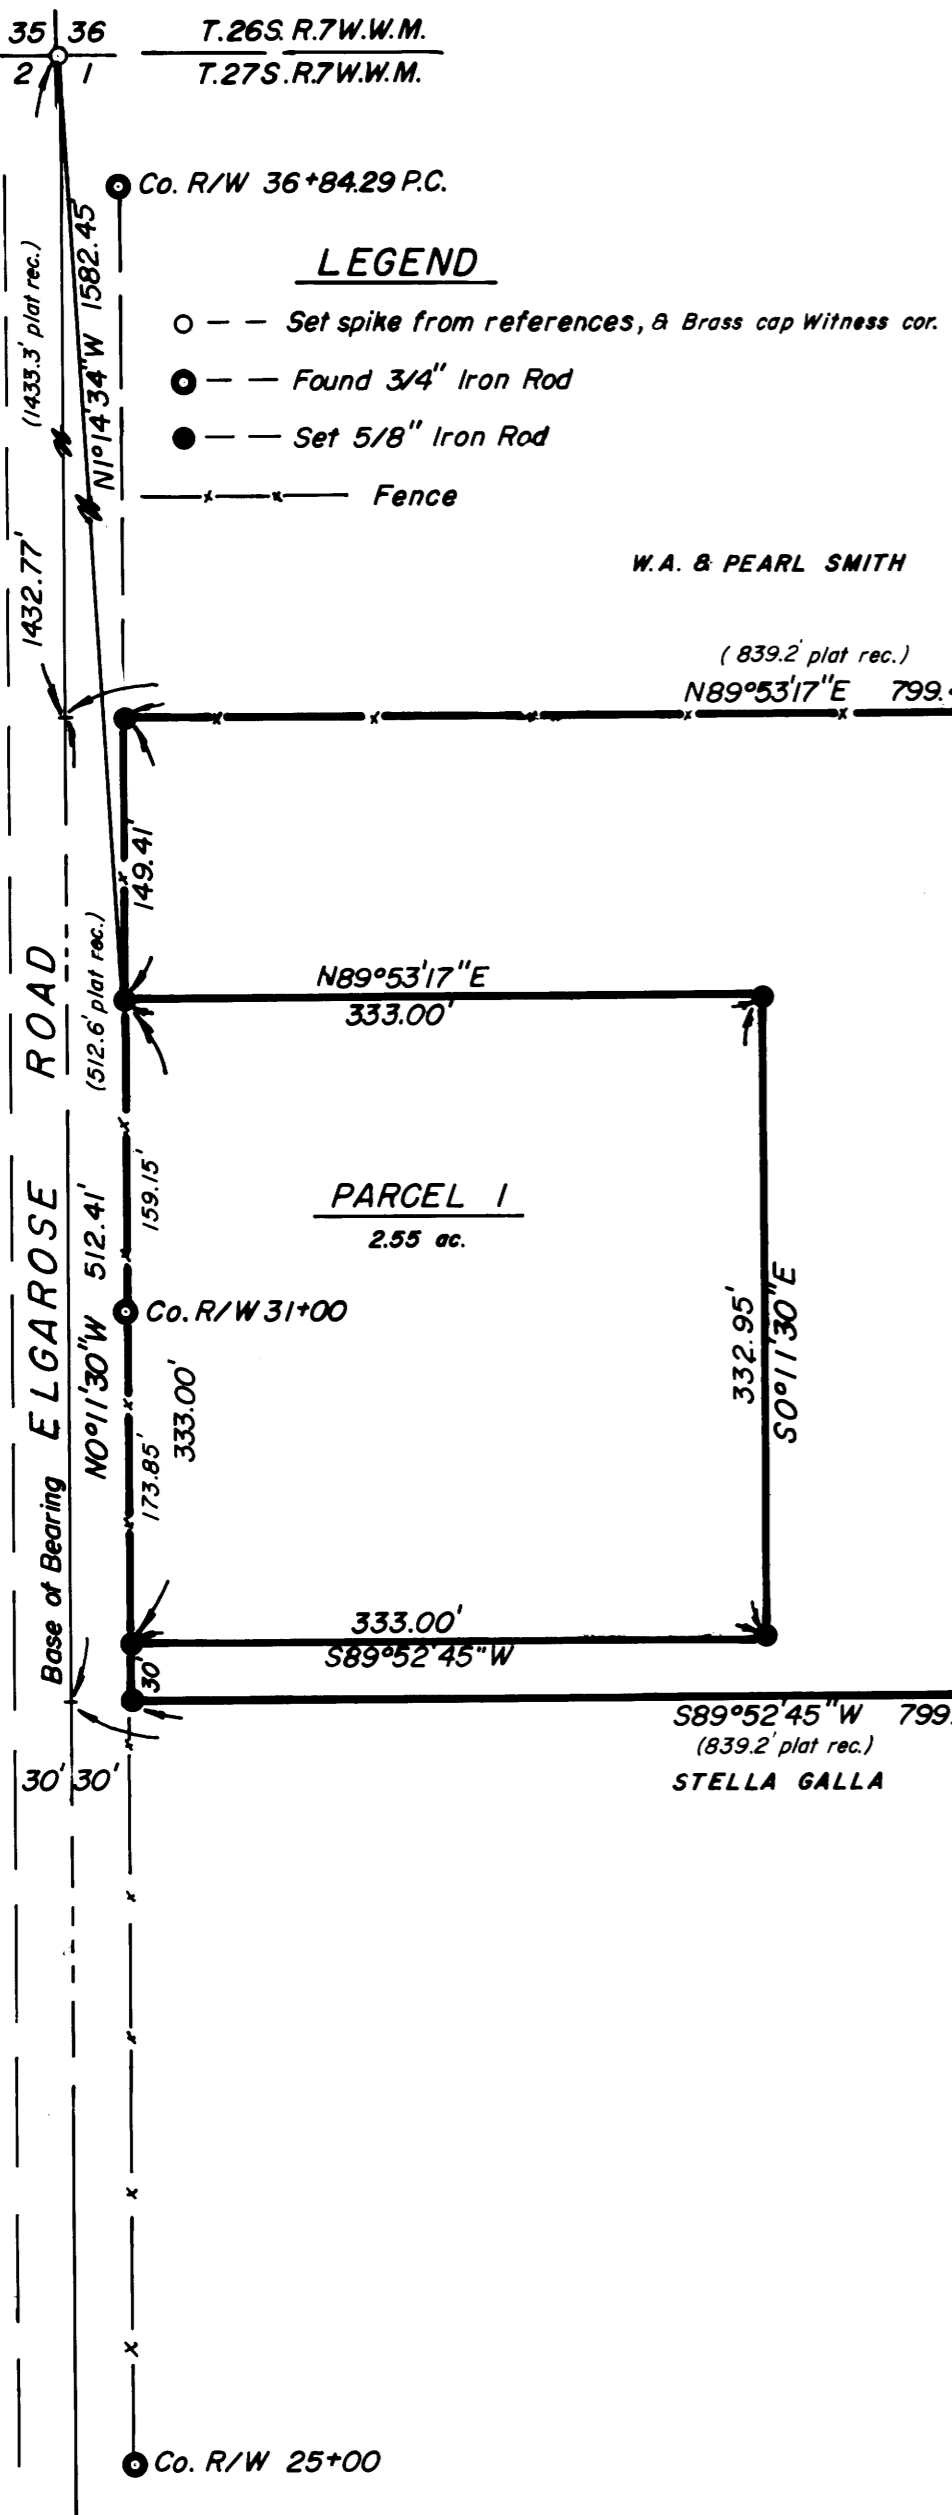 35 36
2 1
T.26S. R.7W.W.M.
T.27S. R.7W.W.M.
Co. R/W 36+84.29 P.C.
(1433.3' plat rec.)
N1°14'34"W 1582.45
LEGEND
Set spike from references, & Brass cap Witness cor.
Found 3/4" Iron Rod
Set 5/8" Iron Rod
Fence
1432.77'
W.A. & PEARL SMITH
(839.2' plat rec.)
N89°53'17"E 799.
149.41'
(512.6' plat rec.)
N89°53'17"E
333.00'
ELGAROSE ROAD
N0°11'30"W 512.41'
Base of Bearing
159.15'
PARCEL 1
2.55 ac.
Co. R/W 31+00
333.00'
173.85'
332.95'
S0°11'30"E
333.00'
S89°52'45"W
30'
S89°52'45"W 799.
(839.2' plat rec.)
STELLA GALLA
30' 30'
Co. R/W 25+00